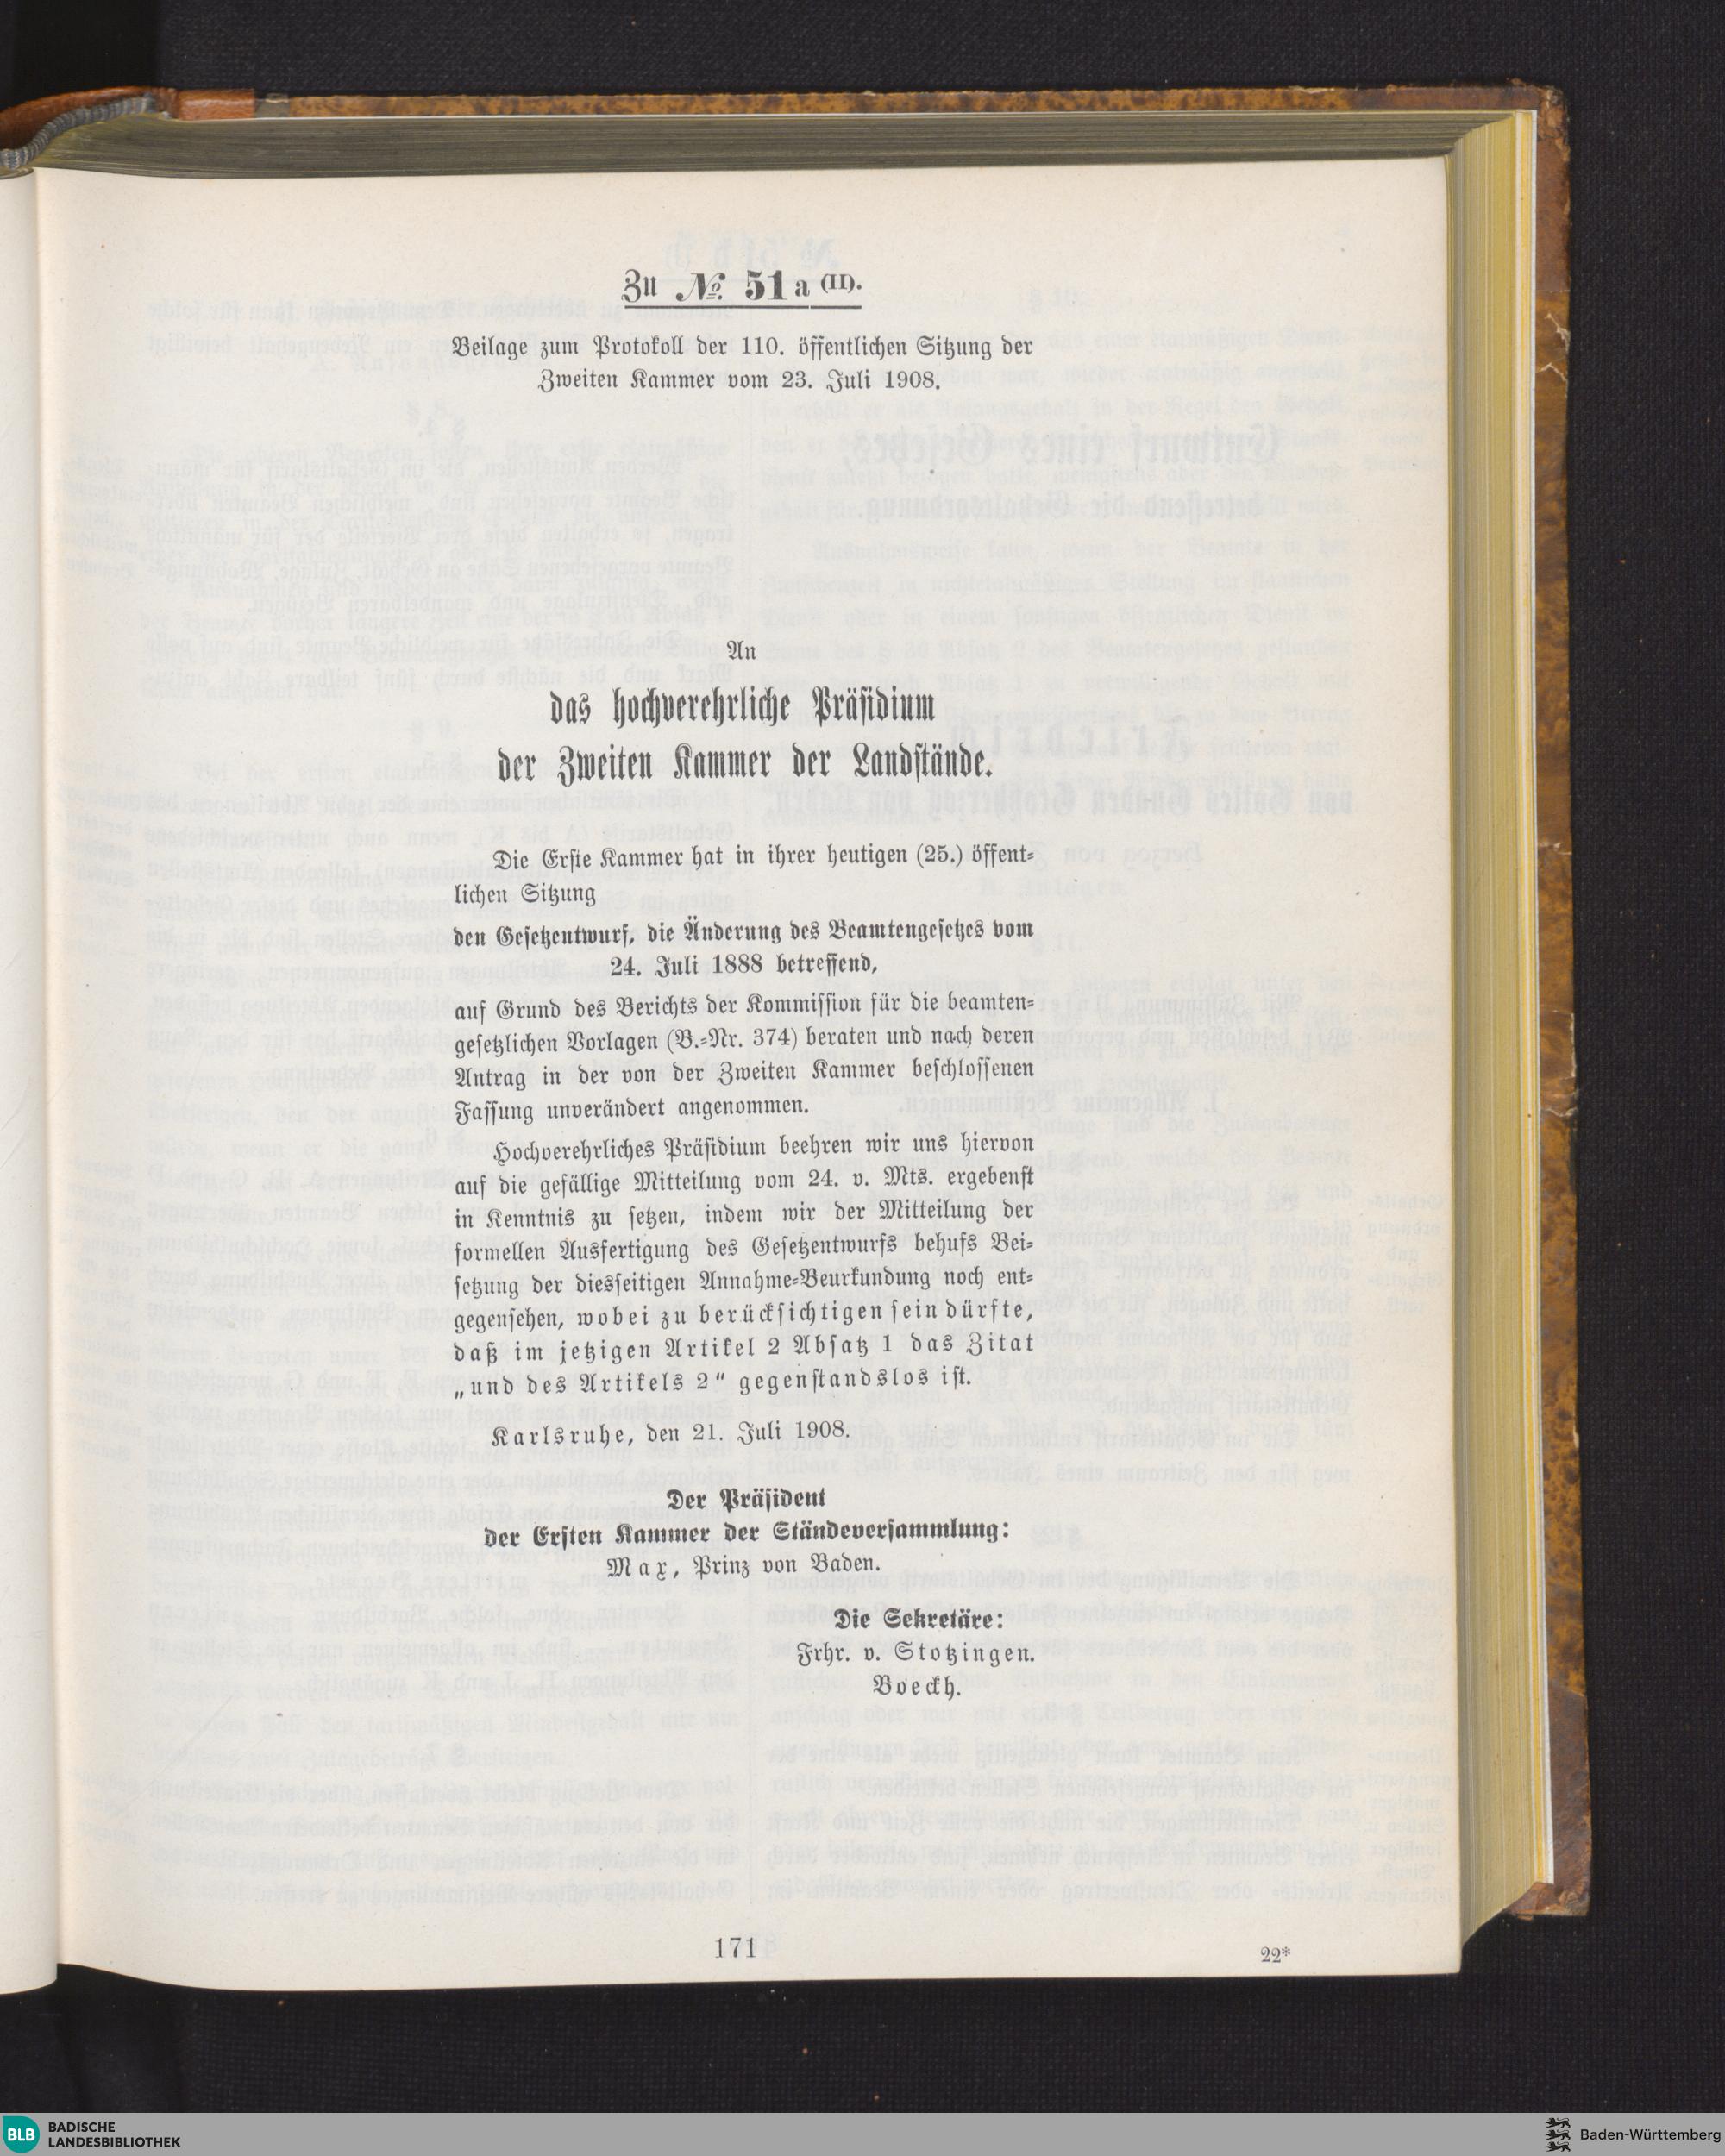 Zu № 51a (II).
Beilage zum Protokoll der 110. öffentlichen Sitzung der
Zweiten Kammer vom 23. Juli 1908.
An
das hochverehrliche Präsidium
der Zweiten Kammer der Landstände.
Die Erste Kammer hat in ihrer heutigen (25.) öffent-
lichen Sitzung
den Gesetzentwurf, die Änderung des Beamtengesetzes vom
24. Juli 1888 betreffend,
auf Grund des Berichts der Kommission für die beamten-
gesetzlichen Vorlagen (B.-Nr. 374) beraten und nach deren
Antrag in der von der Zweiten Kammer beschlossenen
Fassung unverändert angenommen.
Hochverehrliches Präsidium beehren wir uns hiervon
auf die gefällige Mitteilung vom 24. v. Mts. ergebenst
in Kenntnis zu setzen, indem wir der Mitteilung der
formellen Ausfertigung des Gesetzentwurfs behufs Bei-
setzung der diesseitigen Annahme-Beurkundung noch ent-
gegensehen, wobei zu berücksichtigen sein dürfte,
daß im jetzigen Artikel 2 Absatz 1 das Zitat
„und des Artikels 2" gegenstandslos ist.
Karlsruhe, den 21. Juli 1908.
Der Präsident
der Ersten Kammer der Ständeversammlung:
Max, Prinz von Baden.
Die Sekretäre:
Frhr. v. Stotzingen.
Boeckh.
171
22*
BLB BADISCHE
LANDESBIBLIOTHEK
Baden-Württemberg